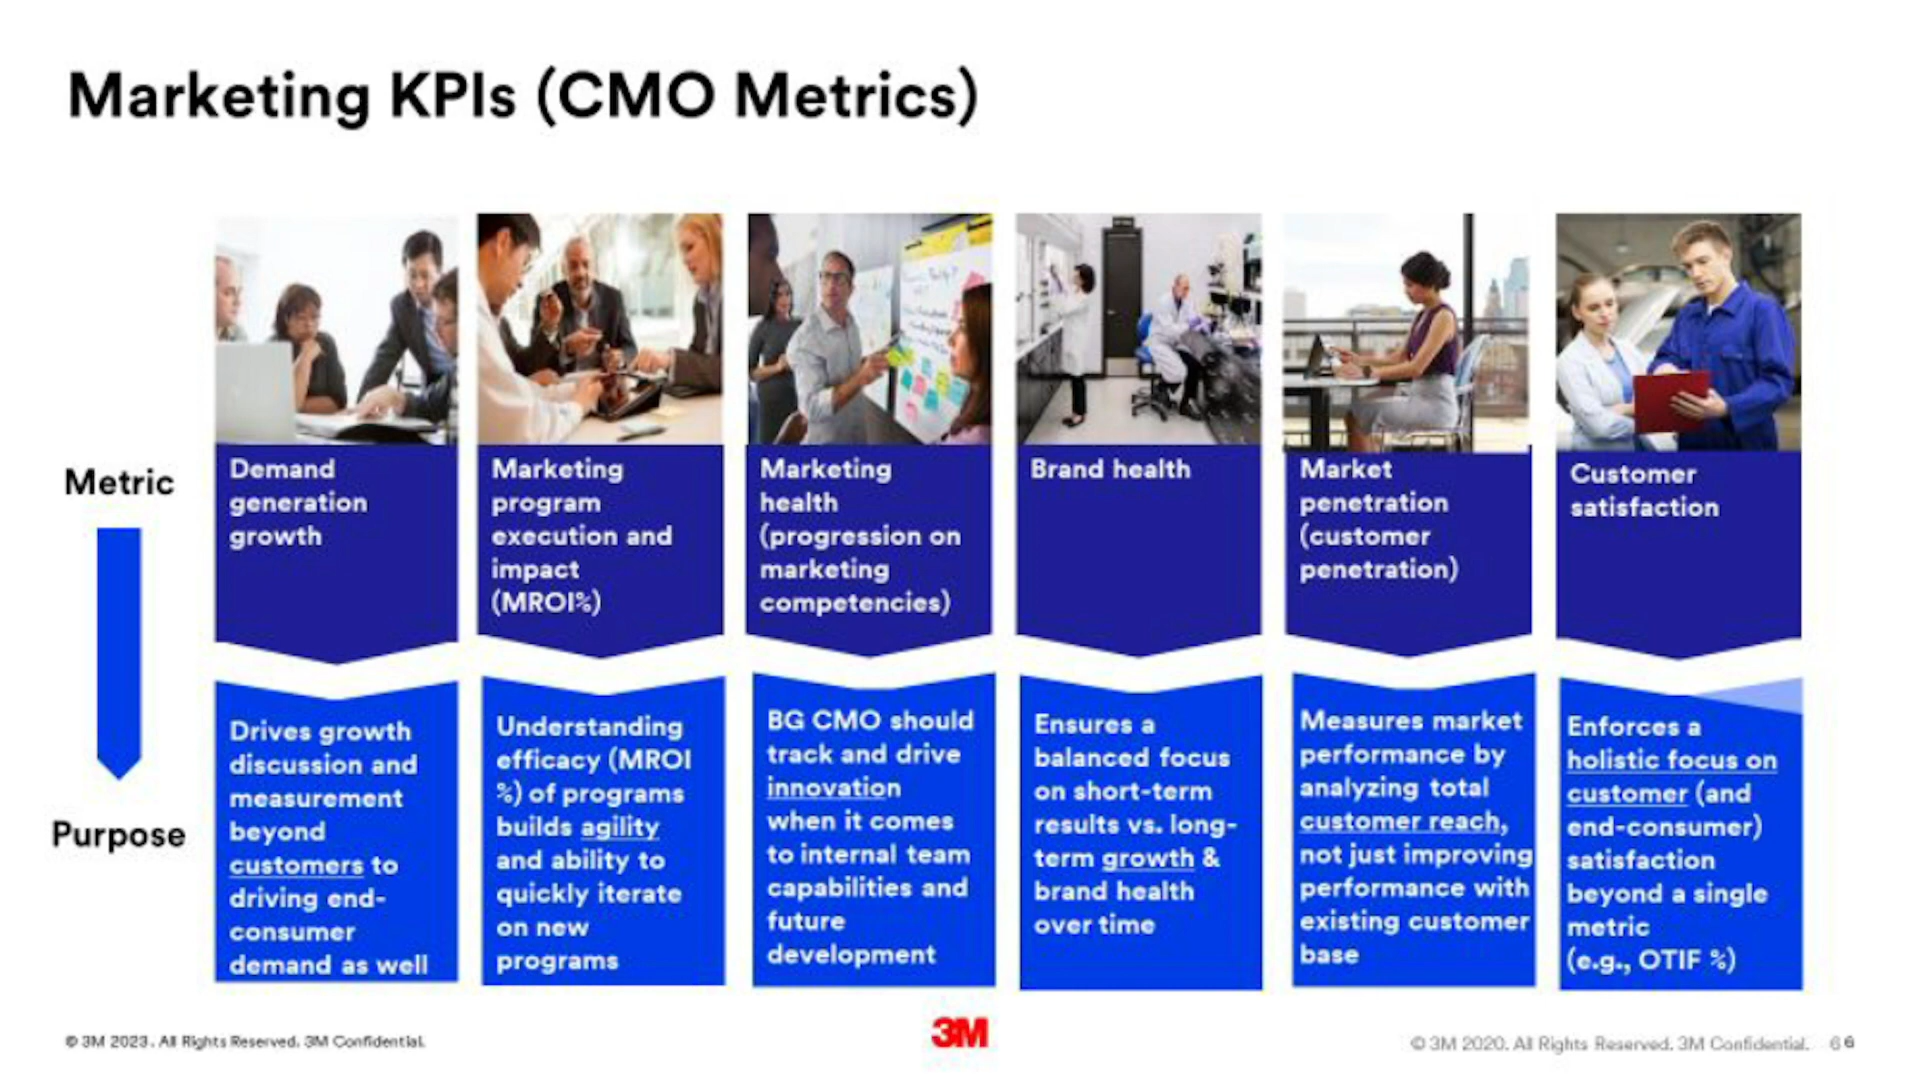 Marketing KPIs (CMO Metrics)
Metric
Purpose
Demand
generation
growth
Marketing
program
execution and
impact
(MROI%)
Marketing
health
(progression on
marketing
competencies)
Brand health
Market
penetration
(customer
penetration)
Customer
satisfaction
Drives growth
discussion and
measurement
beyond
customers to
driving end-
consumer
demand as well
Understanding
efficacy (MROI
%) of programs
builds agility
and ability to
quickly iterate
on new
programs
BG CMO should
track and drive
innovation
when it comes
to internal team
capabilities and
future
development
Ensures a
balanced focus
on short-term
results vs. long-
term growth &
brand health
over time
Measures market
performance by
analyzing total
customer reach,
not just improving
performance with
existing customer
base
Enforces a
holistic focus on
customer (and
end-consumer)
satisfaction
beyond a single
metric
(e.g., OTIF %)
© 3M 2023. All Rights Reserved. 3M Confidential.
3M
© 3M 2020. All Rights Reserved. 3M Confidential. 6 6